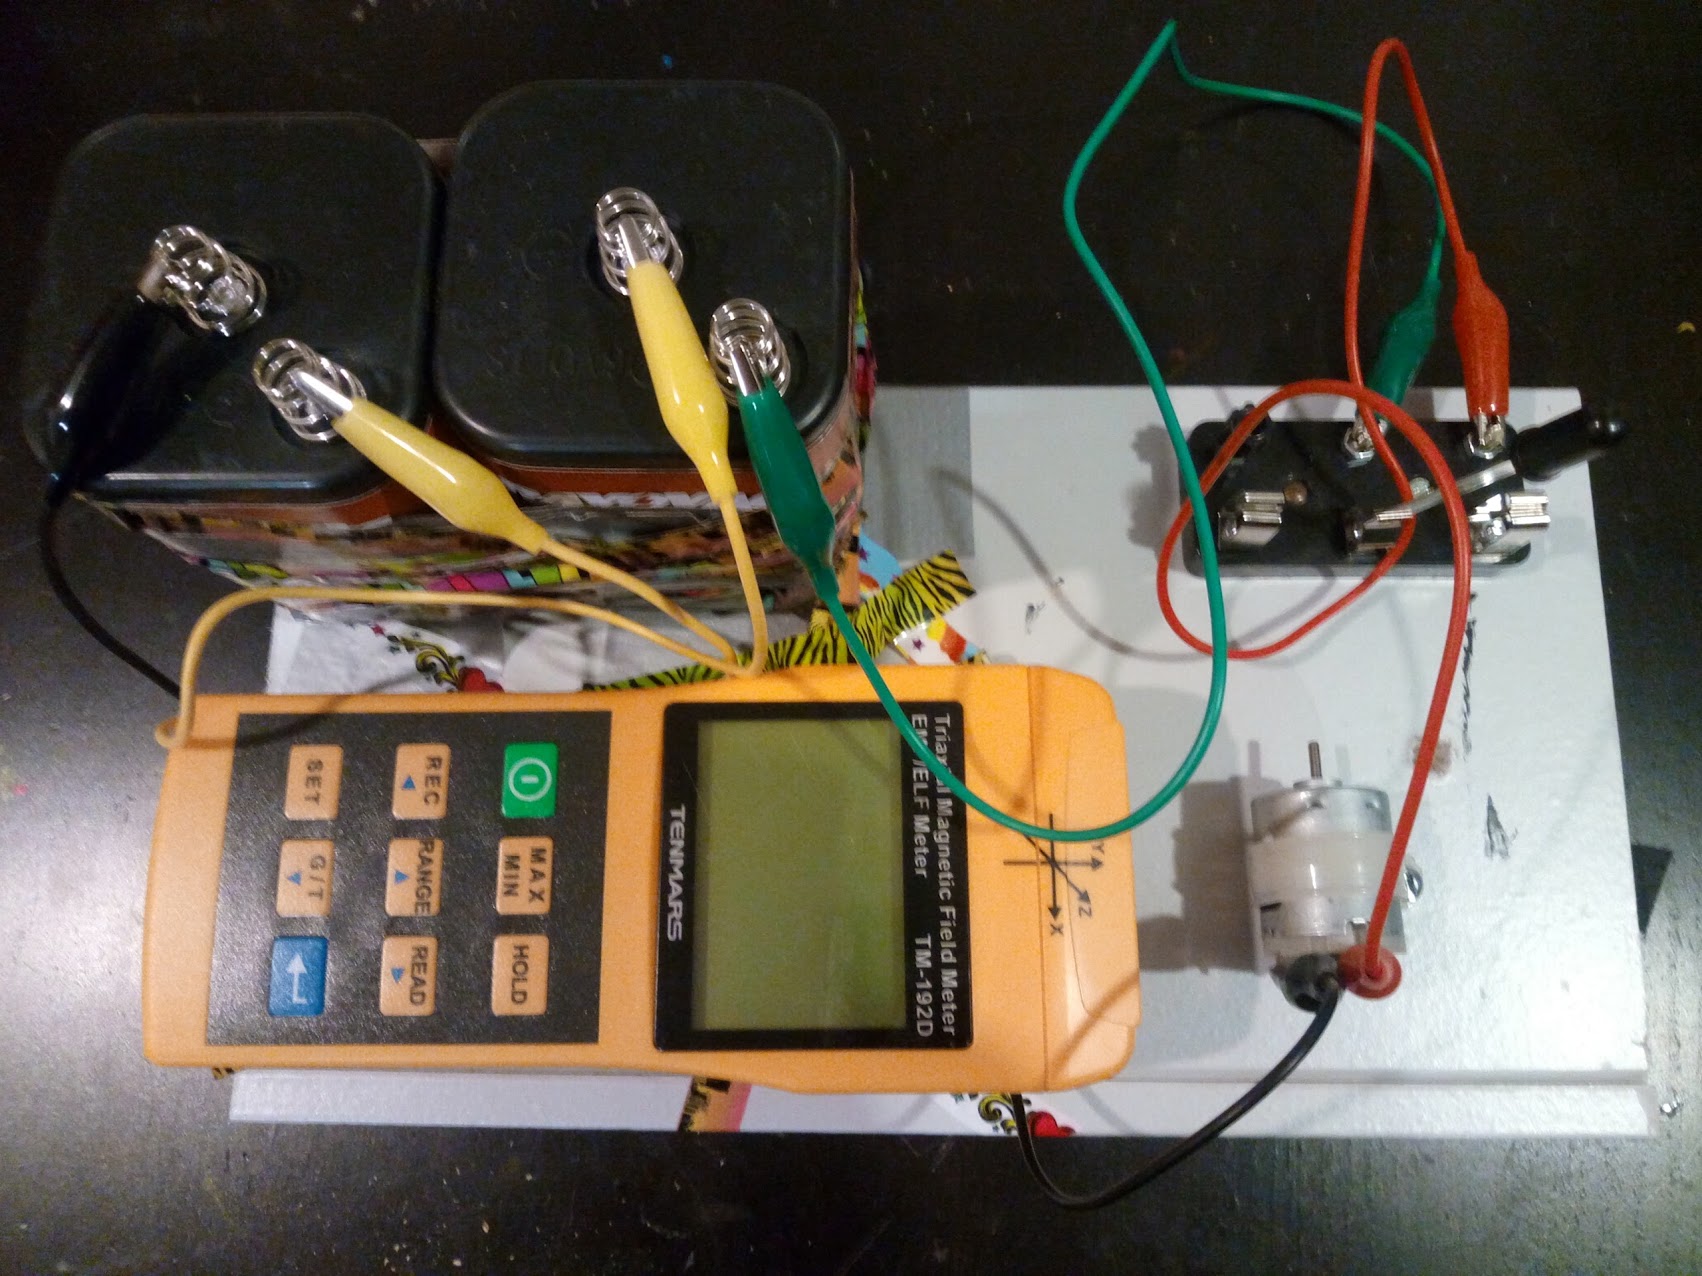 Triaxial Magnetic Field Meter
EMF/ELF Meter TM-192D
TENMARS
MAX
MIN
HOLD
REC
RANGE
READ
SET
G/T
X
Y
Z